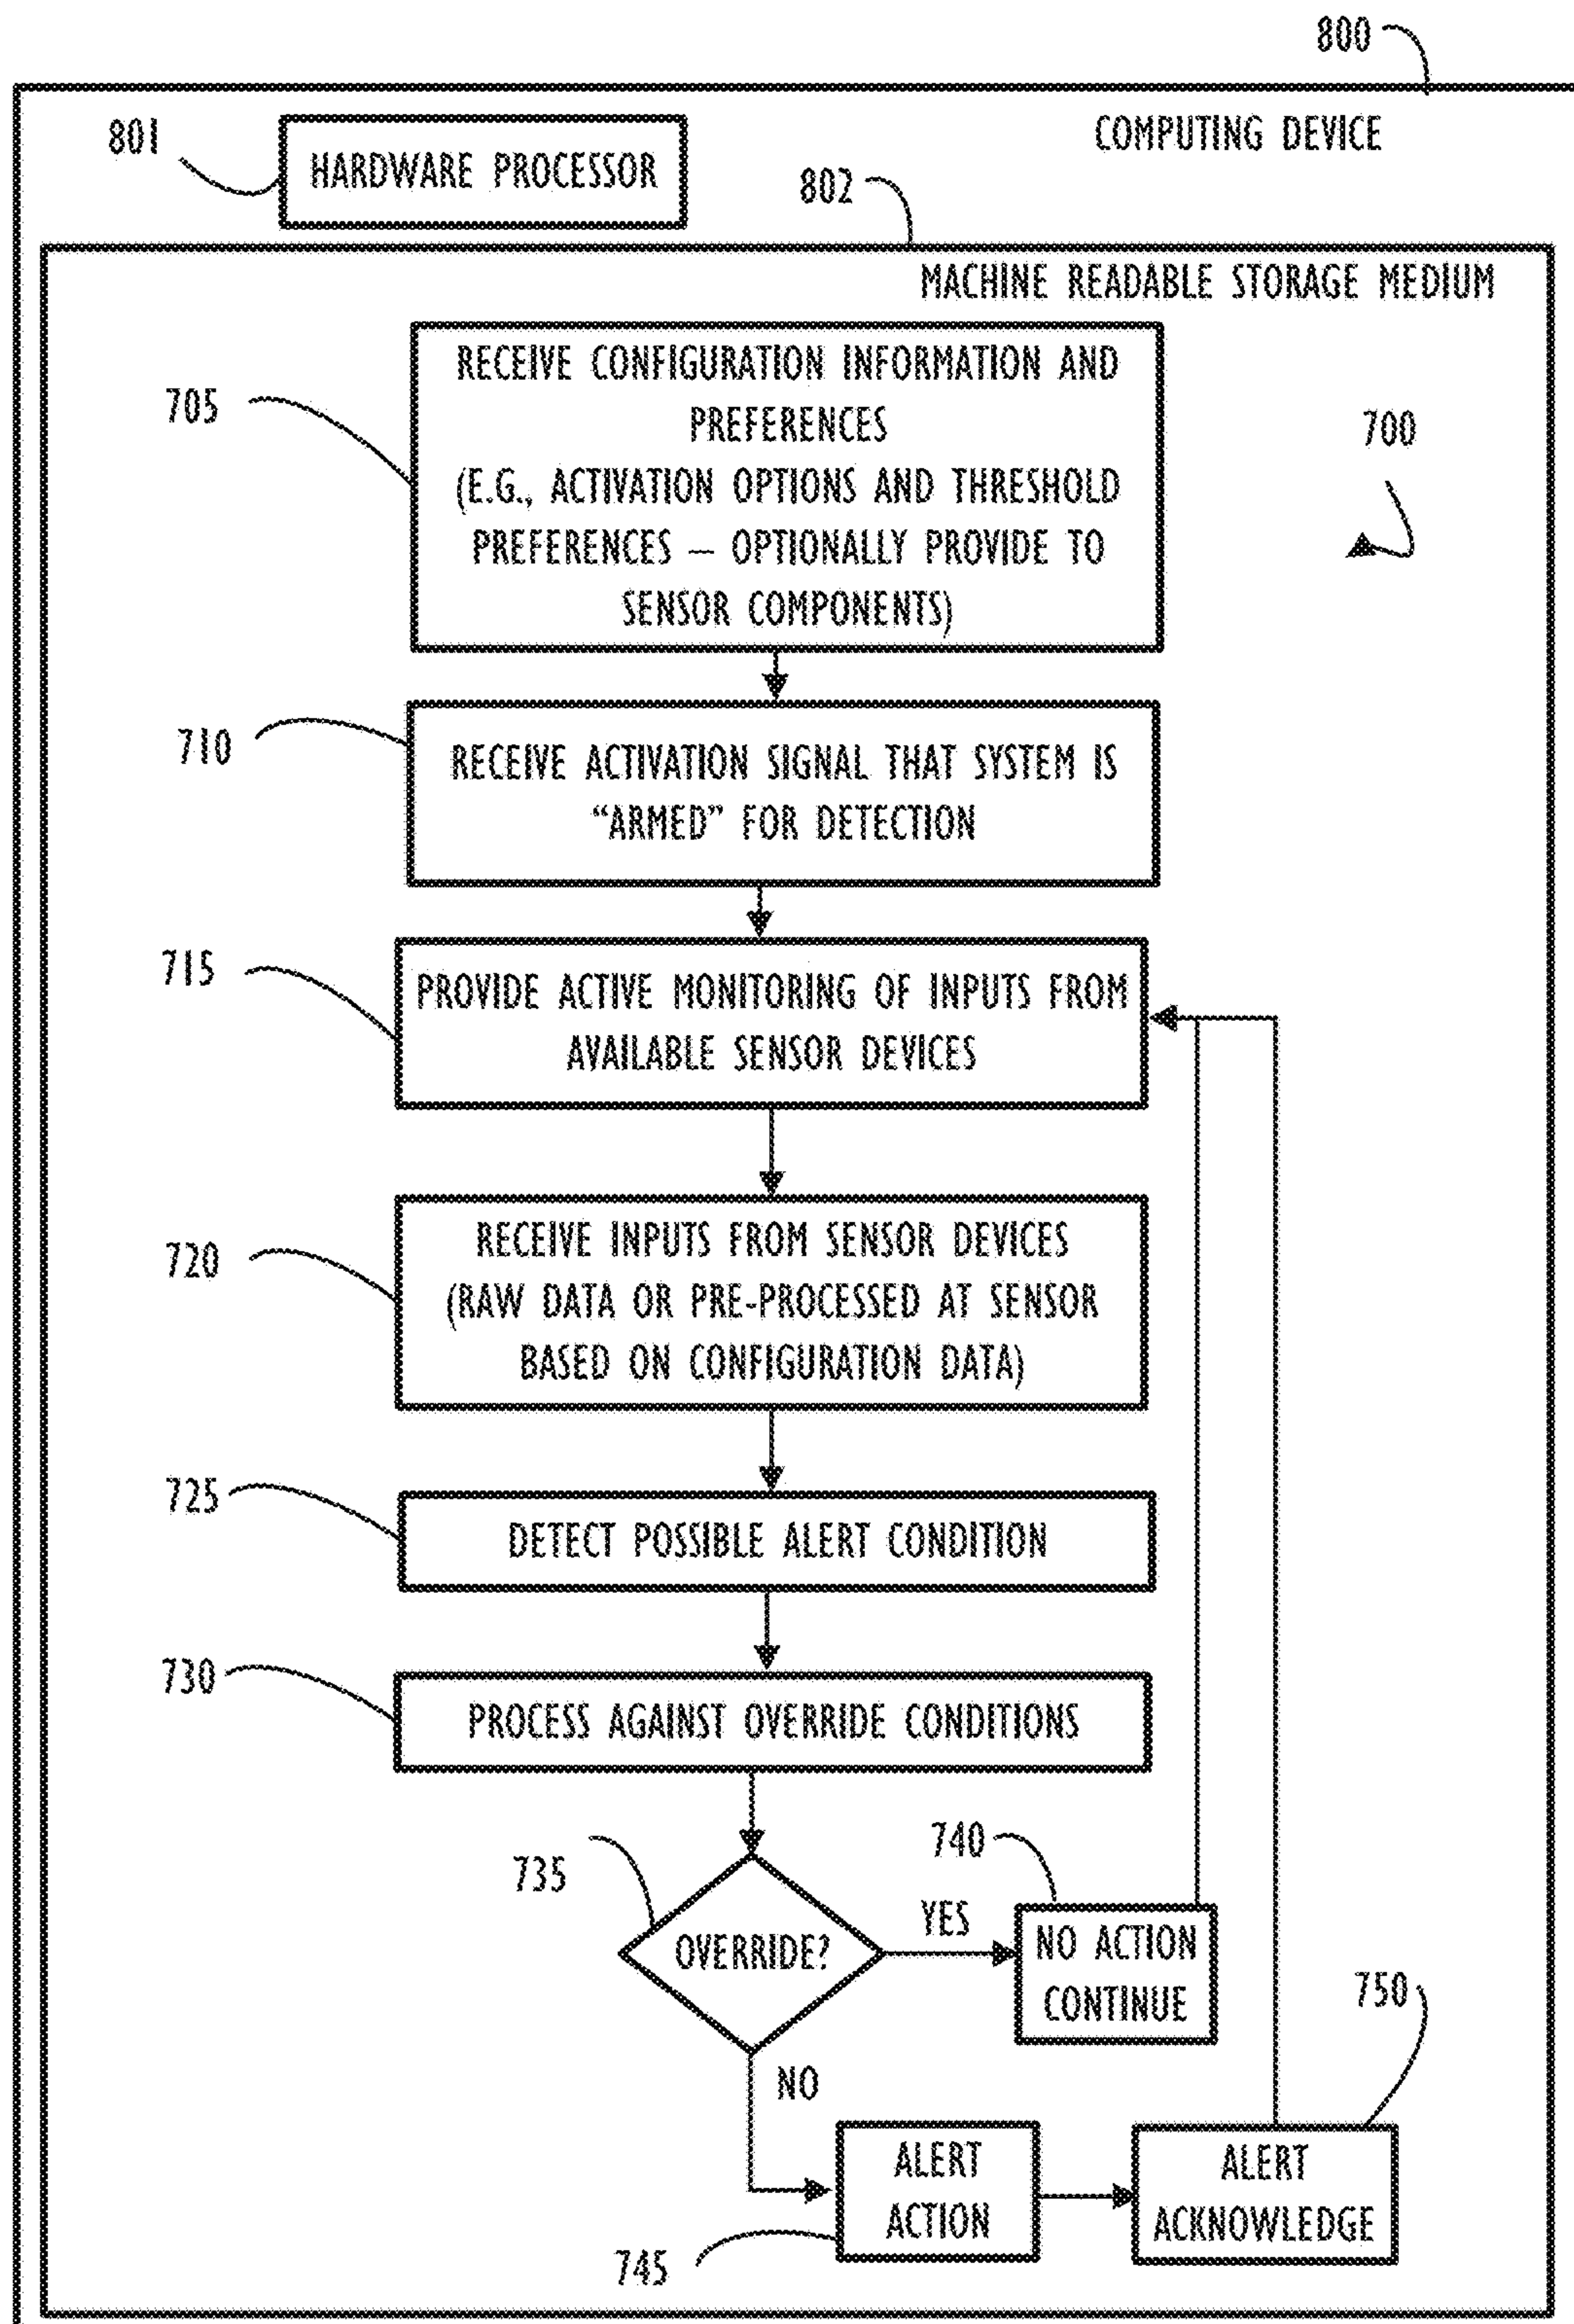 800
COMPUTING DEVICE
801
HARDWARE PROCESSOR
802
MACHINE READABLE STORAGE MEDIUM
705
RECEIVE CONFIGURATION INFORMATION AND
PREFERENCES
(E.G., ACTIVATION OPTIONS AND THRESHOLD
PREFERENCES – OPTIONALLY PROVIDE TO
SENSOR COMPONENTS)
700
710
RECEIVE ACTIVATION SIGNAL THAT SYSTEM IS
“ARMED” FOR DETECTION
715
PROVIDE ACTIVE MONITORING OF INPUTS FROM
AVAILABLE SENSOR DEVICES
720
RECEIVE INPUTS FROM SENSOR DEVICES
(RAW DATA OR PRE-PROCESSED AT SENSOR
BASED ON CONFIGURATION DATA)
725
DETECT POSSIBLE ALERT CONDITION
730
PROCESS AGAINST OVERRIDE CONDITIONS
735
OVERRIDE?
YES
740
NO ACTION
CONTINUE
NO
745
ALERT
ACTION
750
ALERT
ACKNOWLEDGE